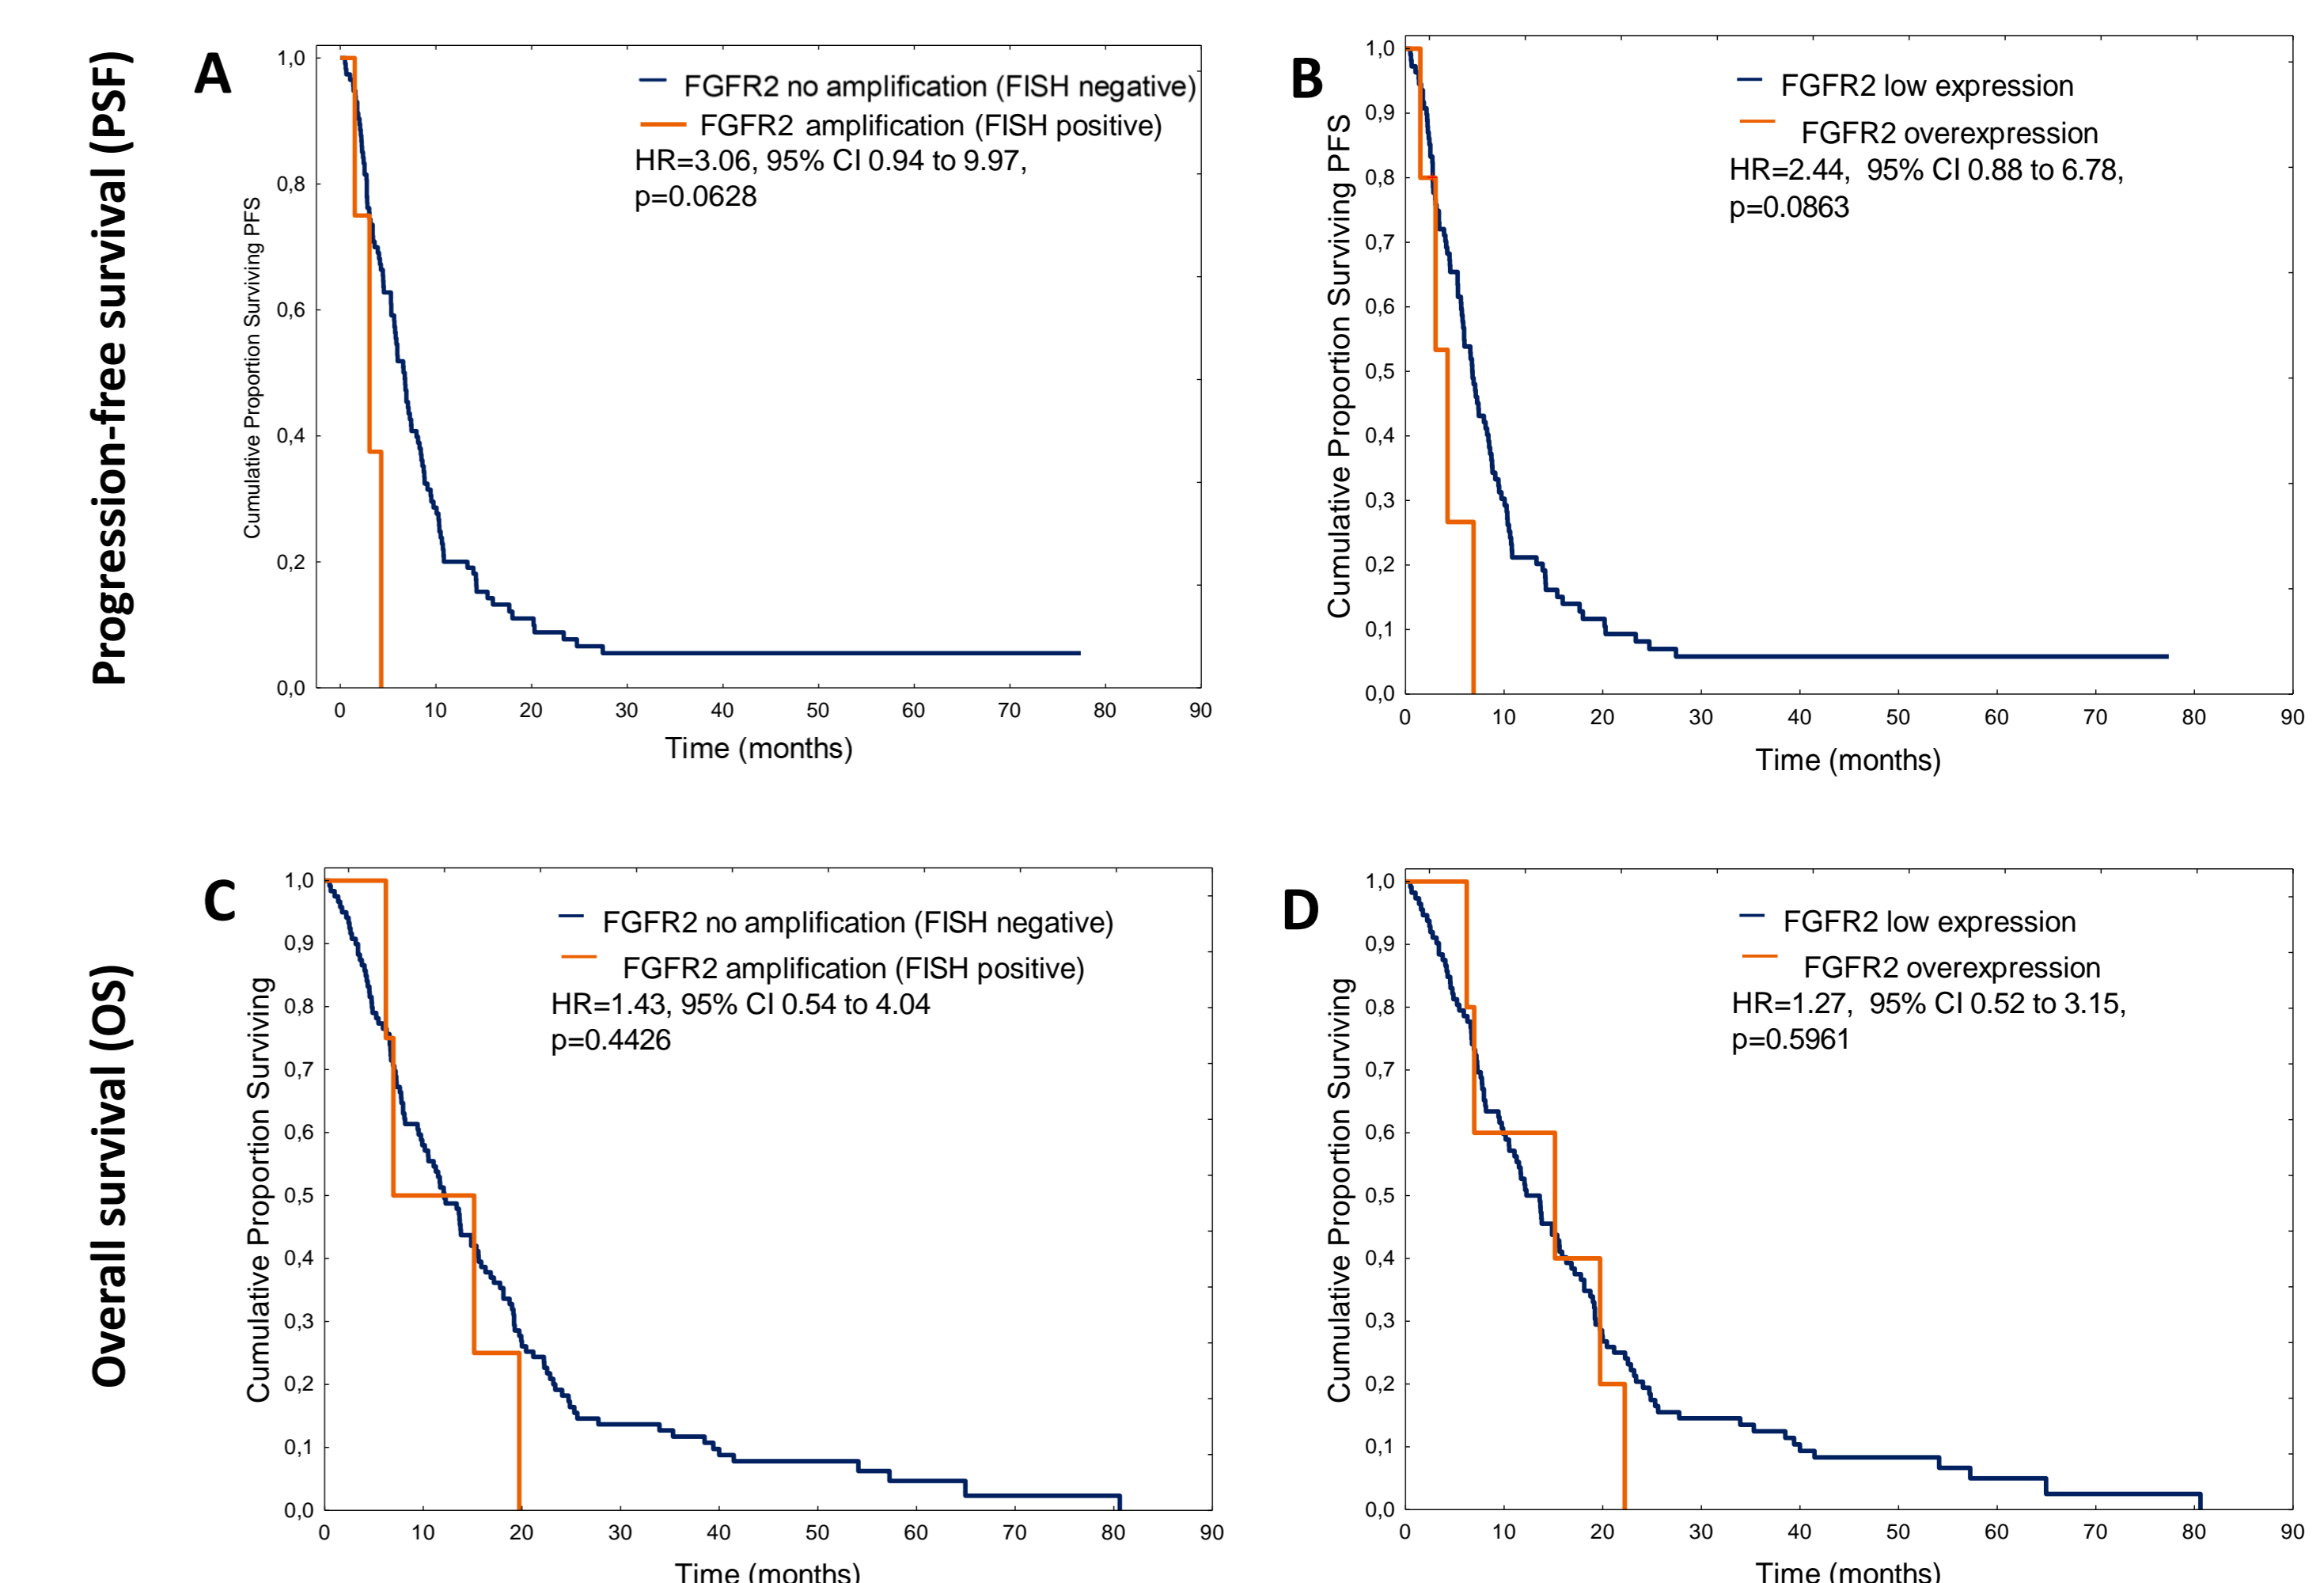 Progression-free survival (PSF)
A
FGFR2 no amplification (FISH negative)
FGFR2 amplification (FISH positive)
HR=3.06, 95% CI 0.94 to 9.97,
p=0.0628
Cumulative Proportion Surviving PFS
1,0
0,8
0,6
0,4
0,2
0,0
0 10 20 30 40 50 60 70 80 90
Time (months)
B
FGFR2 low expression
FGFR2 overexpression
HR=2.44, 95% CI 0.88 to 6.78,
p=0.0863
Cumulative Proportion Surviving PFS
1,0
0,9
0,8
0,7
0,6
0,5
0,4
0,3
0,2
0,1
0,0
0 10 20 30 40 50 60 70 80 90
Time (months)
Overall survival (OS)
C
FGFR2 no amplification (FISH negative)
FGFR2 amplification (FISH positive)
HR=1.43, 95% CI 0.54 to 4.04
p=0.4426
Cumulative Proportion Surviving
1,0
0,9
0,8
0,7
0,6
0,5
0,4
0,3
0,2
0,1
0,0
0 10 20 30 40 50 60 70 80 90
Time (months)
D
FGFR2 low expression
FGFR2 overexpression
HR=1.27, 95% CI 0.52 to 3.15,
p=0.5961
Cumulative Proportion Surviving
1,0
0,9
0,8
0,7
0,6
0,5
0,4
0,3
0,2
0,1
0,0
0 10 20 30 40 50 60 70 80 90
Time (months)